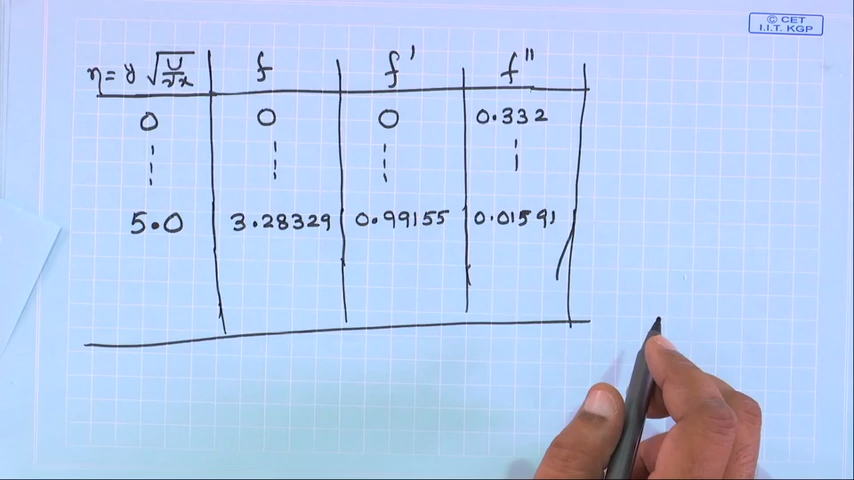 © CET
I.I.T. KGP
η = y √(U/νx) f f' f''
0 0 0 0.332
5.0 3.28329 0.99155 0.01591